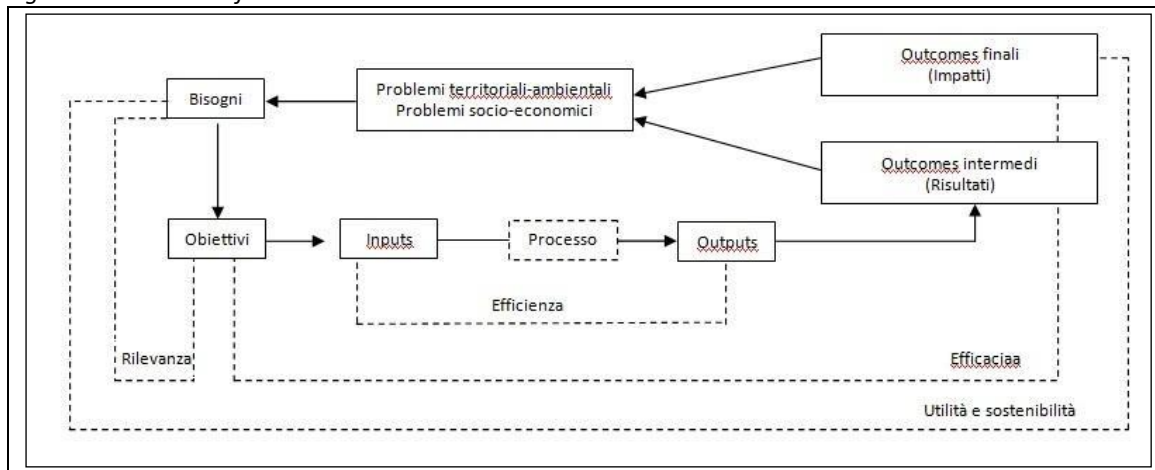 Outcomes finali
(Impatti)
Problemi territoriali-ambientali
Problemi socio-economici
Bisogni
Outcomes intermedi
(Risultati)
Obiettivi
Inputs
Processo
Outputs
Efficienza
Rilevanza
Efficaciaa
Utilità e sostenibilità